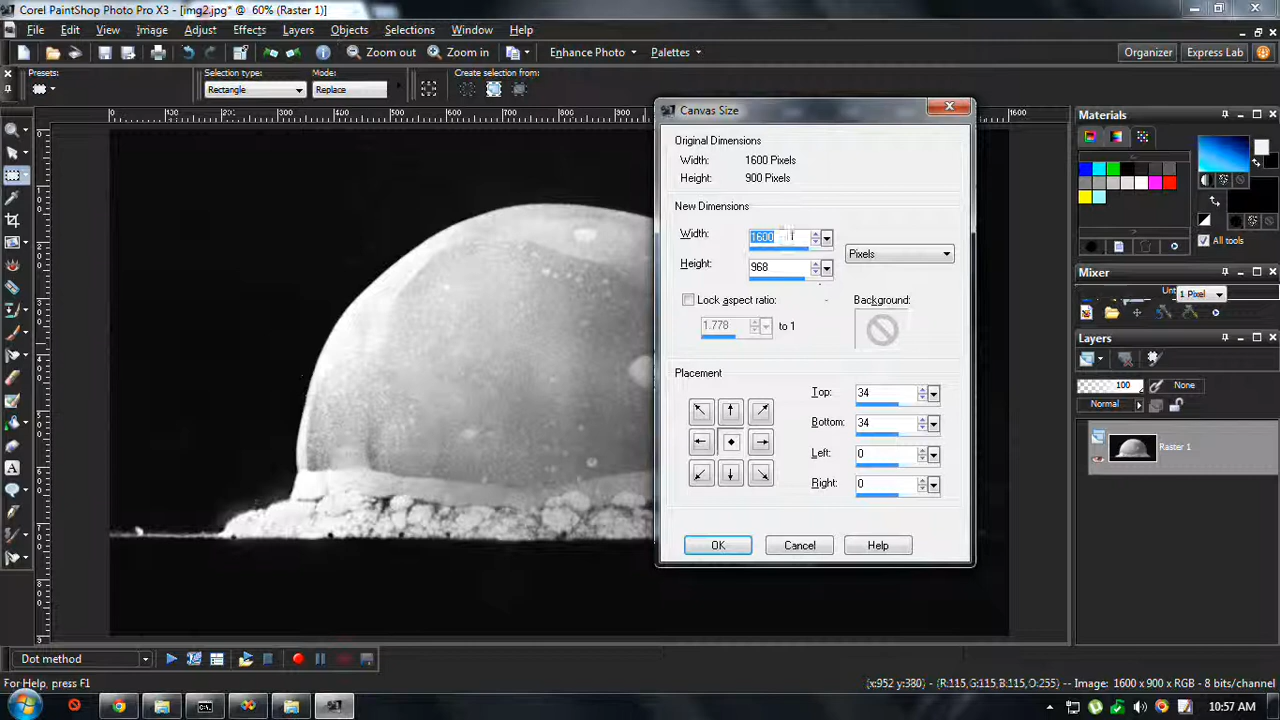 Corel PaintShop Photo Pro X3 - [img2.jpg* @ 60% (Raster 1)]
File Edit View Image Adjust Effects Layers Objects Selections Window Help
Zoom out Zoom in Enhance Photo Palettes Organizer Express Lab
Presets: Selection type: Mode: Create selection from:
Rectangle Replace
Canvas Size
Original Dimensions
Width: 1600 Pixels
Height: 900 Pixels
New Dimensions
Width: 1600
Height: 968
Pixels
Lock aspect ratio: Background:
1.778 to 1
Placement
Top: 34
Bottom: 34
Left: 0
Right: 0
OK Cancel Help
Materials
All tools
Mixer
1 Pixel
Layers
100 None
Normal
Raster 1
Dot method
For Help, press F1
(x:952 y:380) - (R:115,G:115,B:115,O:255) -- Image: 1600 x 900 x RGB - 8 bits/channel
10:57 AM